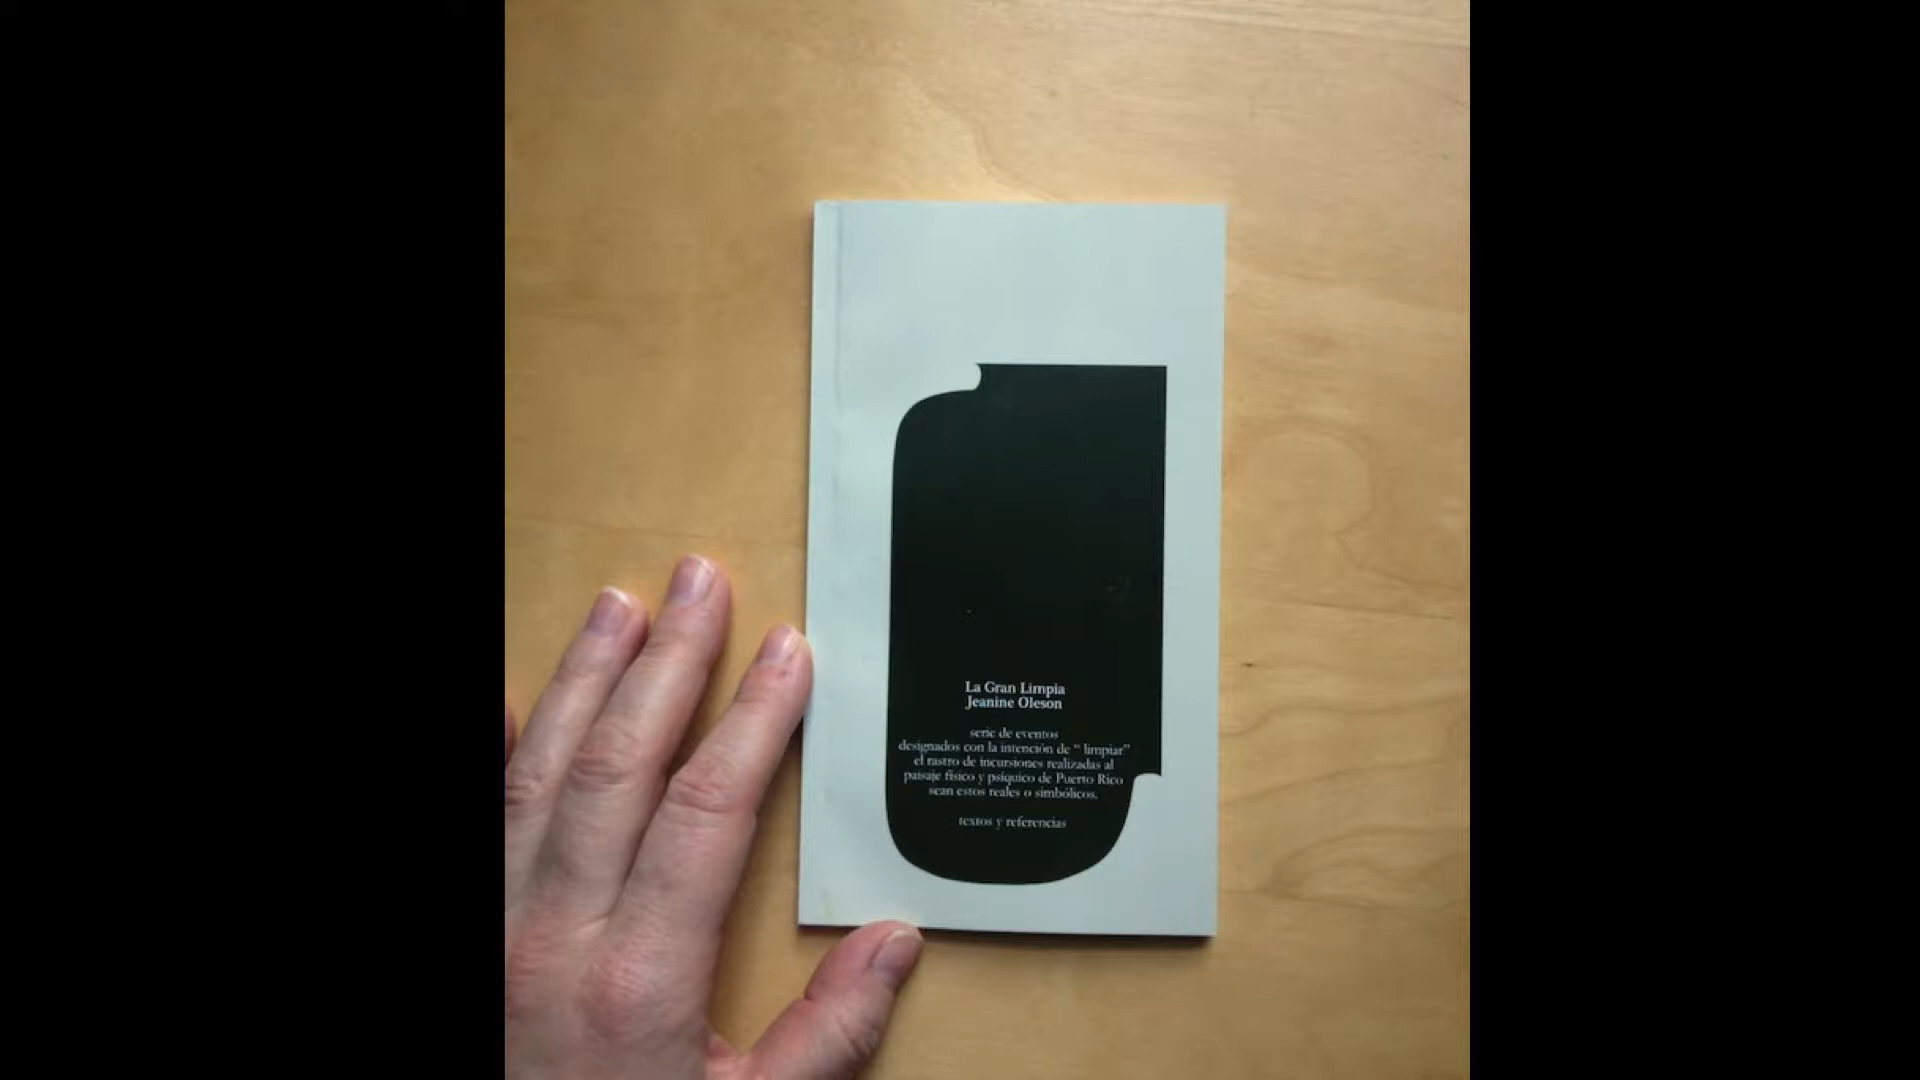 La Gran Limpia
Jeanine Oleson
serie de eventos
designados con la intención de “ limpiar”
el rastro de incursiones realizadas al
paisaje físico y psíquico de Puerto Rico
sean estos reales o simbólicos.
textos y referencias